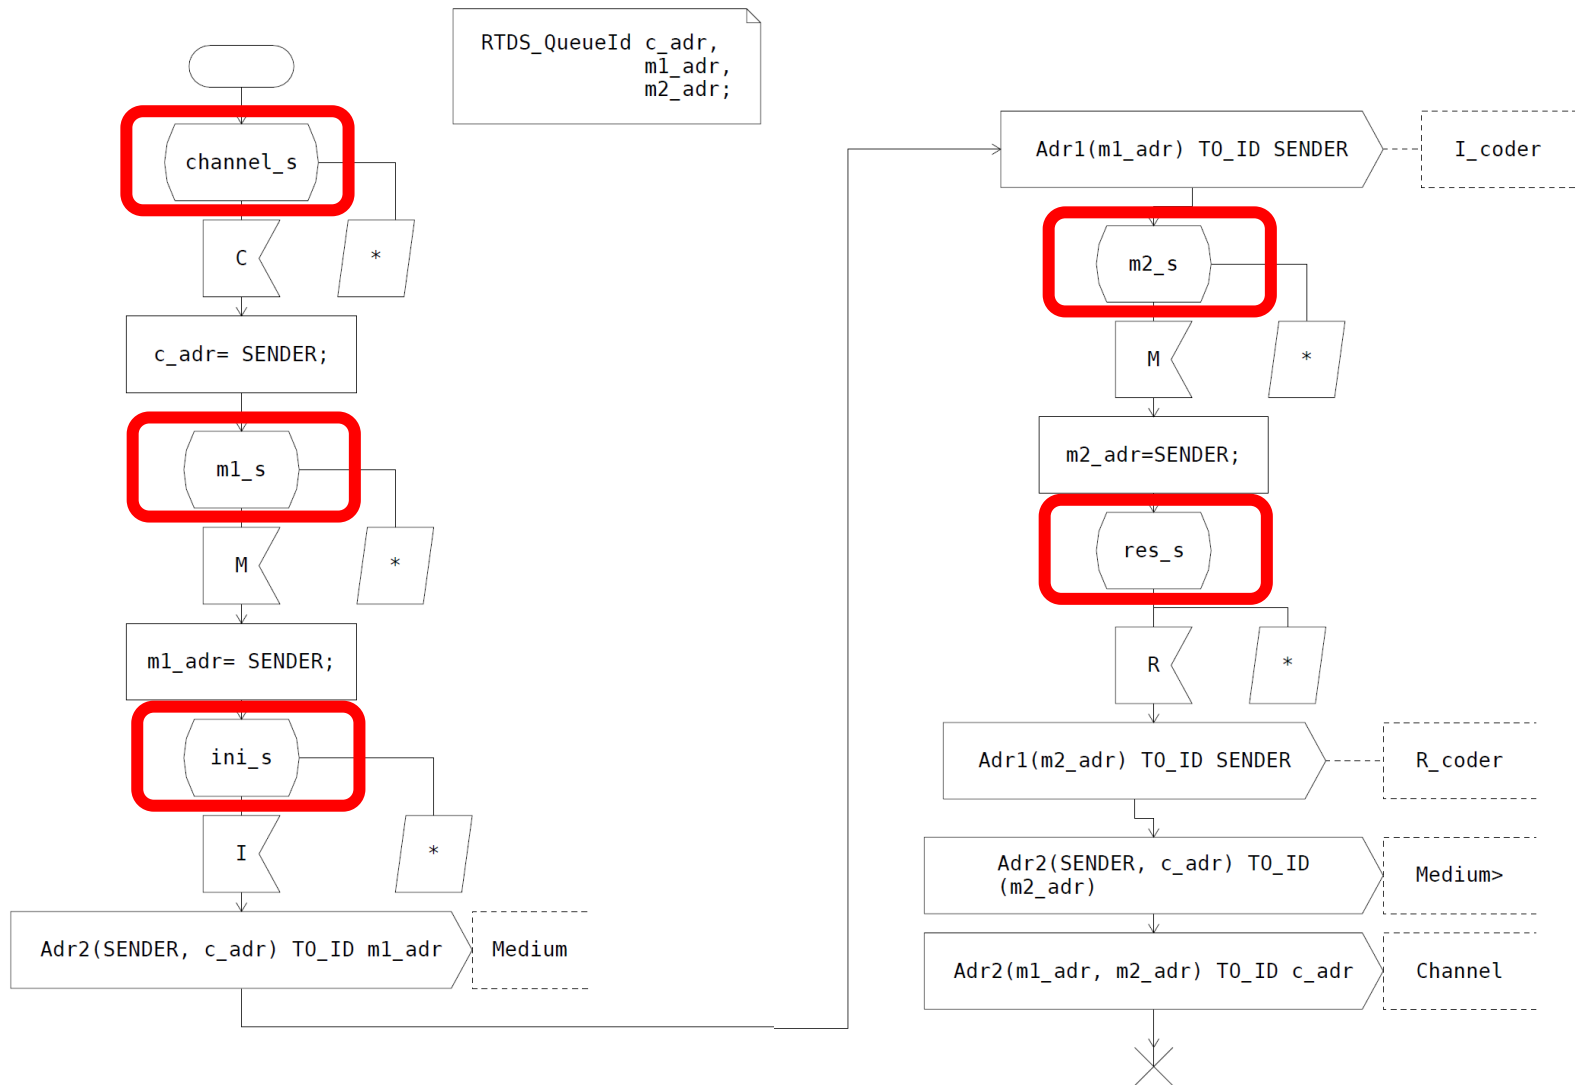 RTDS_QueueId c_adr,
m1_adr,
m2_adr;
channel_s
C
*
c_adr= SENDER;
m1_s
M
*
m1_adr= SENDER;
ini_s
I
*
Adr2(SENDER, c_adr) TO_ID m1_adr
Medium
Adr1(m1_adr) TO_ID SENDER
I_coder
m2_s
M
*
m2_adr=SENDER;
res_s
R
*
Adr1(m2_adr) TO_ID SENDER
R_coder
Adr2(SENDER, c_adr) TO_ID
(m2_adr)
Medium>
Adr2(m1_adr, m2_adr) TO_ID c_adr
Channel